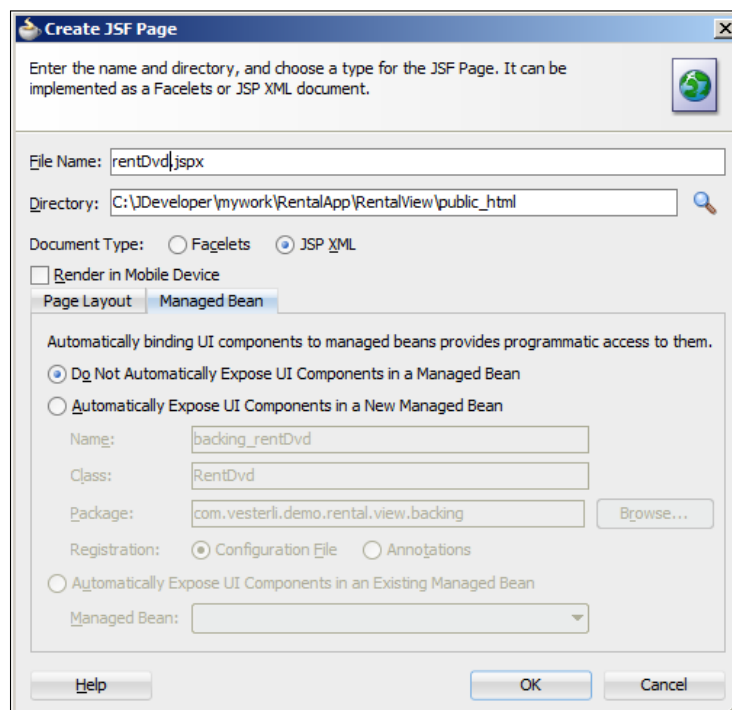 Create JSF Page
Enter the name and directory, and choose a type for the JSF Page. It can be
implemented as a Facelets or JSP XML document.
File Name: rentDvd.jspx
Directory: C:\JDeveloper\mywork\RentalApp\RentalView\public_html
Document Type: Facelets JSP XML
Render in Mobile Device
Page Layout Managed Bean
Automatically binding UI components to managed beans provides programmatic access to them.
Do Not Automatically Expose UI Components in a Managed Bean
Automatically Expose UI Components in a New Managed Bean
Name: backing_rentDvd
Class: RentDvd
Package: com.vesterli.demo.rental.view.backing Browse...
Registration: Configuration File Annotations
Automatically Expose UI Components in an Existing Managed Bean
Managed Bean:
Help OK Cancel